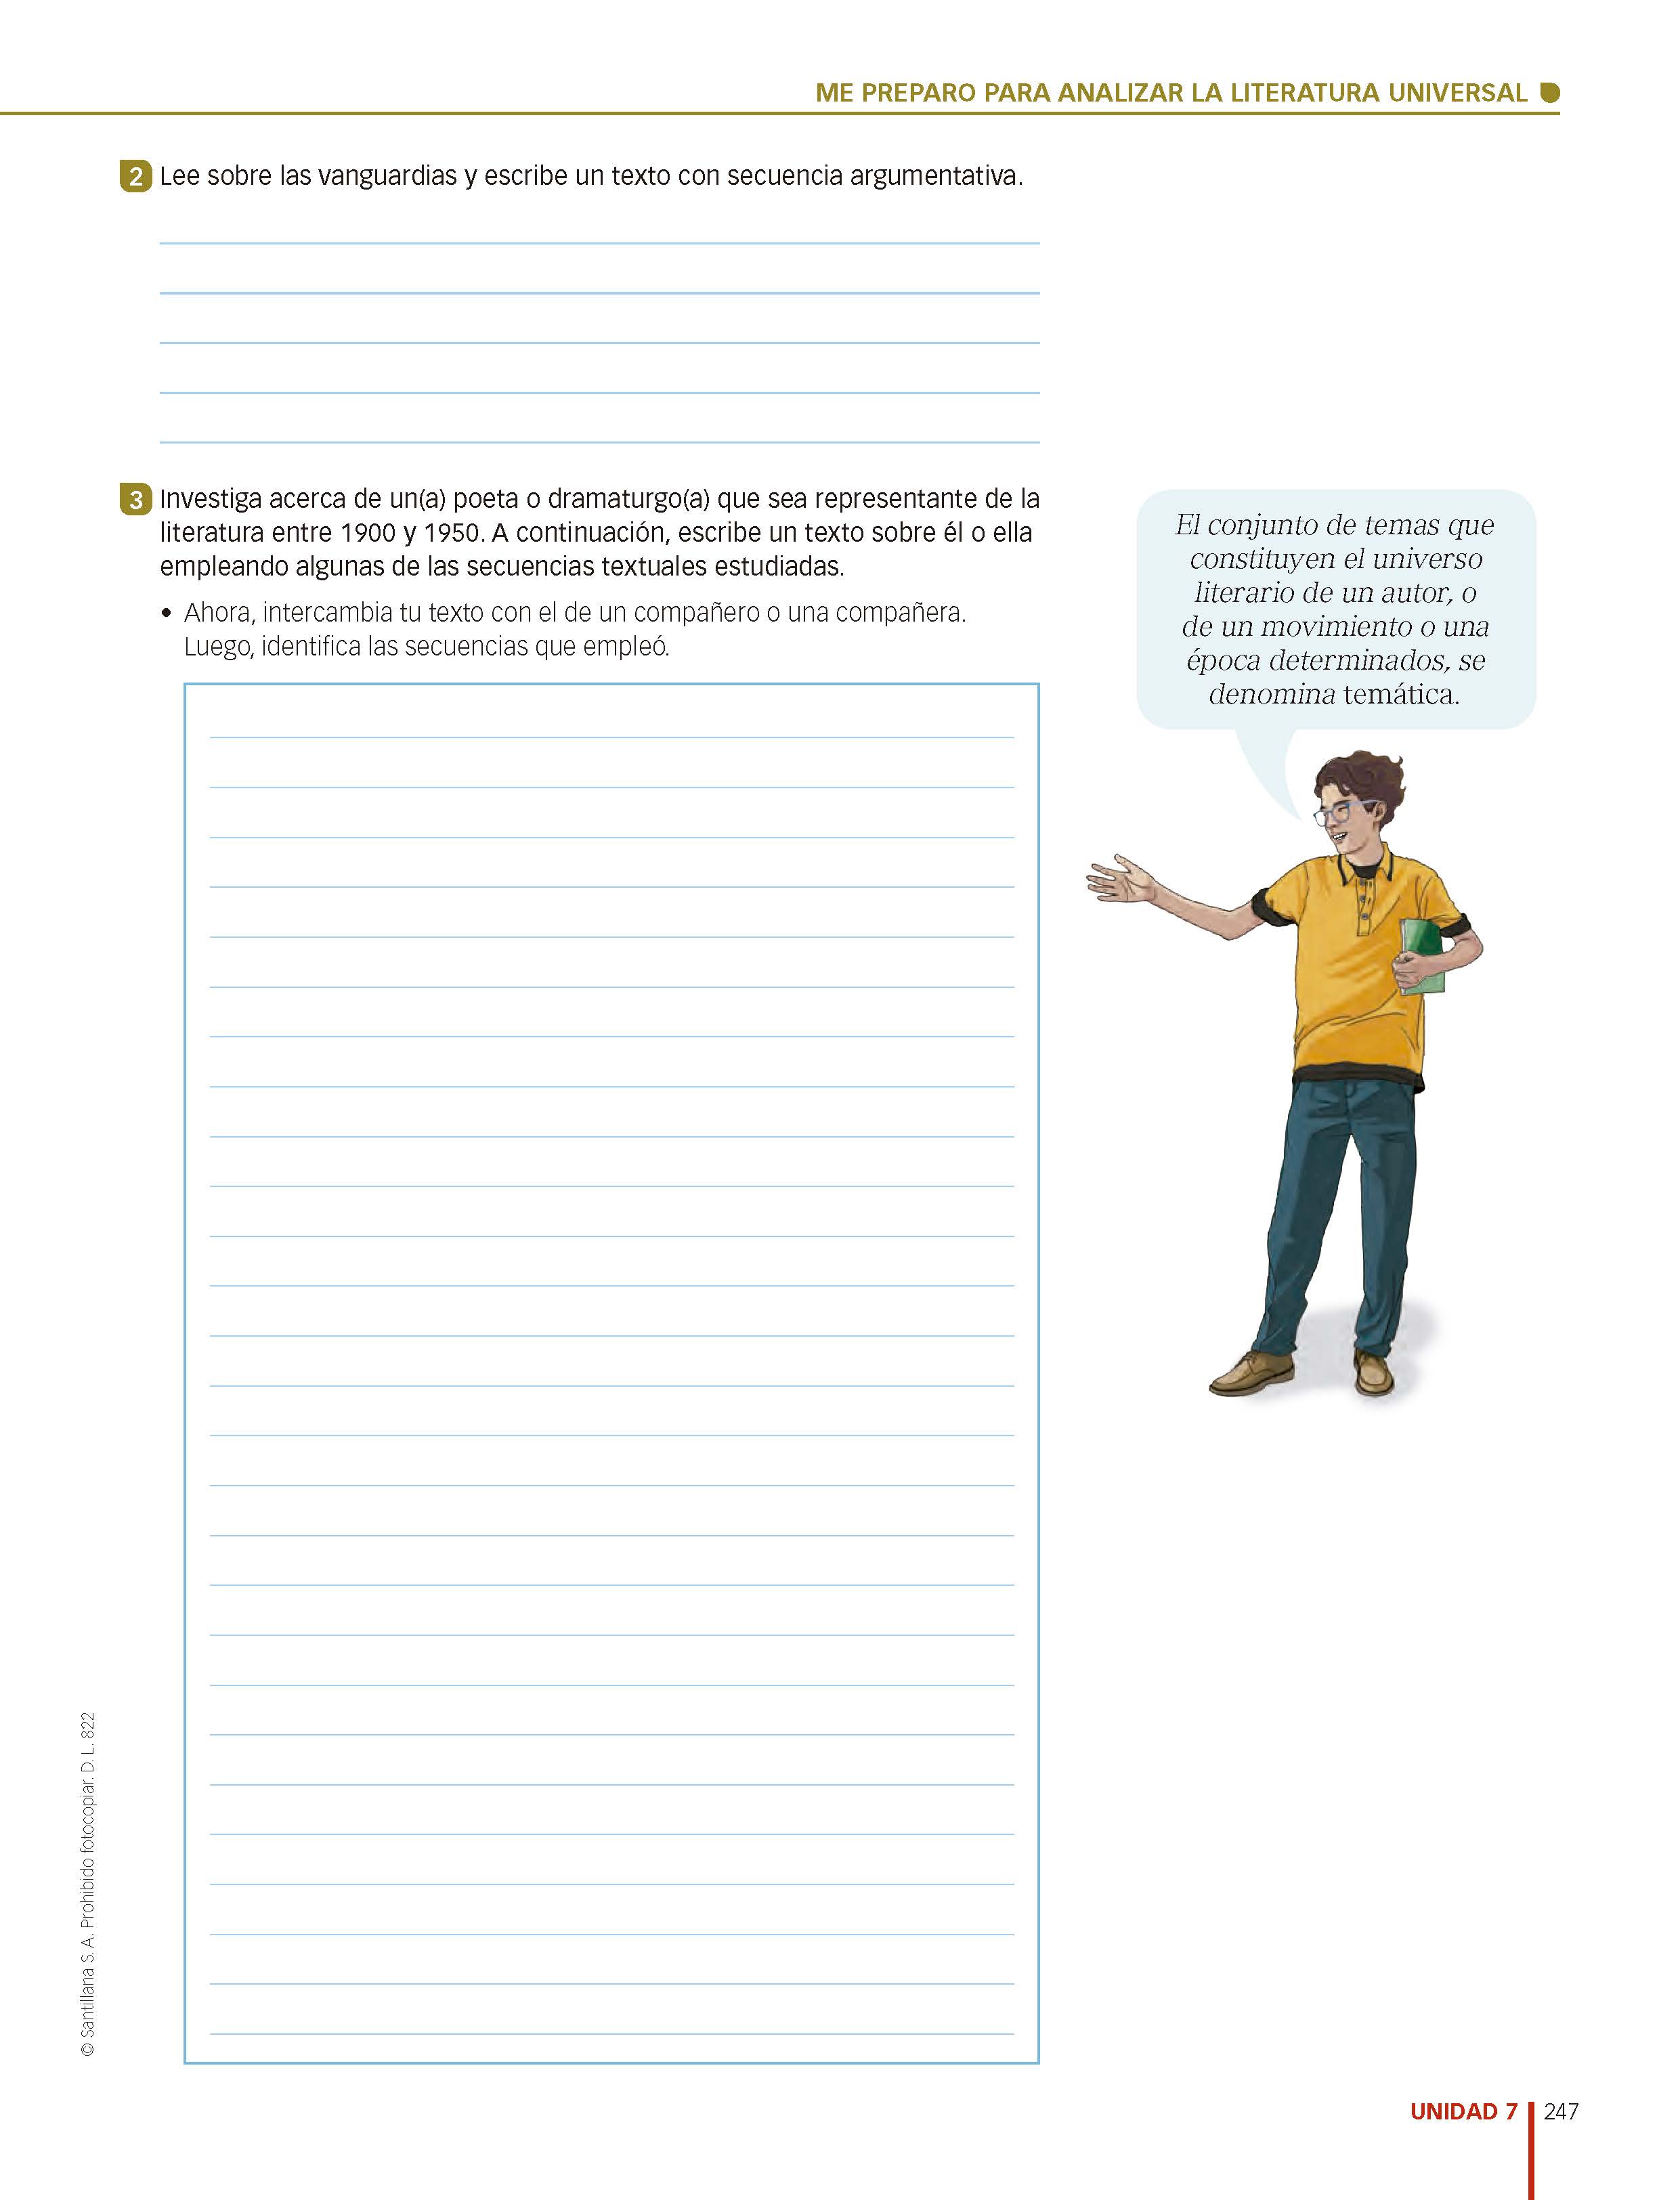 ME PREPARO PARA ANALIZAR LA LITERATURA UNIVERSAL
2 Lee sobre las vanguardias y escribe un texto con secuencia argumentativa.
3 Investiga acerca de un(a) poeta o dramaturgo(a) que sea representante de la
literatura entre 1900 y 1950. A continuación, escribe un texto sobre él o ella
empleando algunas de las secuencias textuales estudiadas.
• Ahora, intercambia tu texto con el de un compañero o una compañera.
Luego, identifica las secuencias que empleó.
El conjunto de temas que
constituyen el universo
literario de un autor, o
de un movimiento o una
época determinados, se
denomina temática.
© Santillana S. A. Prohibido fotocopiar. D. L. 822
UNIDAD 7 247